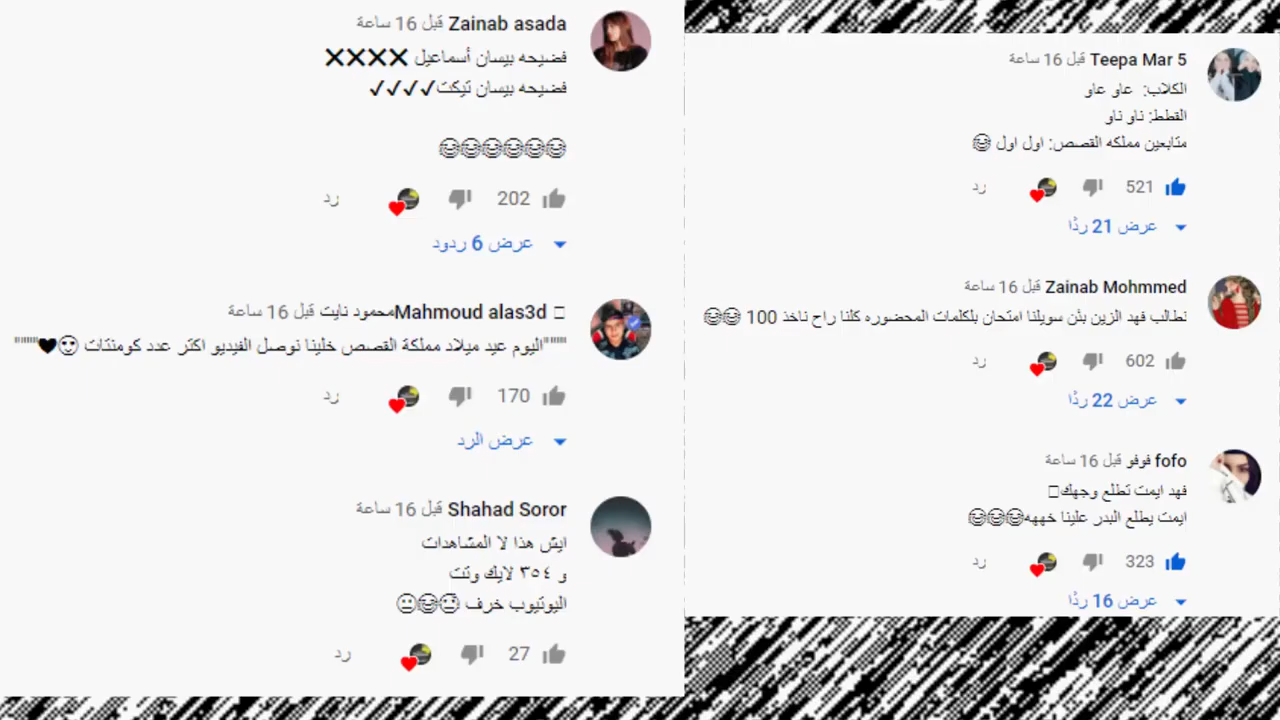 Zainab asada قبل 16 ساعة
فضيحه بيسان أسماعيل ❌❌❌❌
فضيحه بيسان تيكت✔✔✔✔
😂😂😂😂😂😂
202 رد
عرض 6 ردود
Mahmoud alas3dمحمود نايت قبل 16 ساعة
""""اليوم عيد ميلاد مملكة القصص خلينا نوصل الفيديو اكثر عدد كومنتات 😍🖤""""
170 رد
عرض الرد
Shahad Soror قبل 16 ساعة
ايش هذا لا المشاهدات
و ٣٥٤ لايك وتت
اليوتيوب خرف
27 رد
Teepa Mar 5 قبل 16 ساعة
الكلاب: عاو عاو
القطط: ناو ناو
متابعين مملكه القصص: اول اول 😂
521 رد
عرض 21 ردًا
Zainab Mohmmed قبل 16 ساعة
نطالب فهد الزين بثن سويلنا امتحان بلكلمات المحضوره كلنا راح ناخذ 100 😂😂
602 رد
عرض 22 ردًا
fofo فوفو قبل 16 ساعة
فهد ايمت تطلع وجهك
ايمت يطلع البدر علينا خههه😂😂😂
323 رد
عرض 16 ردًا